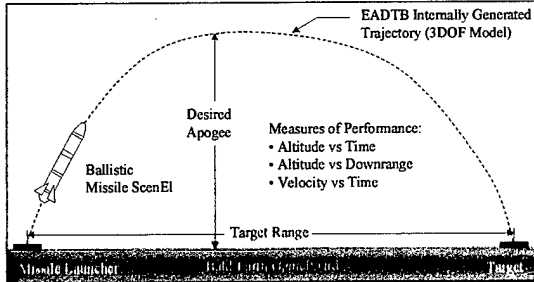 EADTB Internally Generated
Trajectory (3DOF Model)
Desired
Apogee
Measures of Performance:
• Altitude vs Time
• Altitude vs Downrange
• Velocity vs Time
Ballistic
Missile ScenEl
Target Range
Missile Launcher
Target